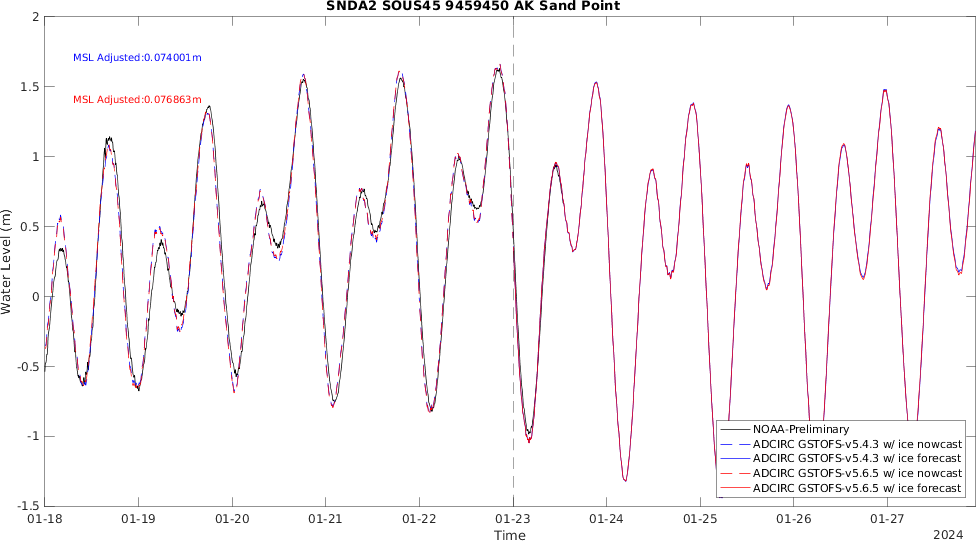 SNDA2 SOUS45 9459450 AK Sand Point
2
MSL Adjusted:0.074001m
1.5
MSL Adjusted:0.076863m
1
0.5
Water Level (m)
0
-0.5
-1
NOAA-Preliminary
ADCIRC GSTOFS-v5.4.3 w/ ice nowcast
ADCIRC GSTOFS-v5.4.3 w/ ice forecast
ADCIRC GSTOFS-v5.6.5 w/ ice nowcast
ADCIRC GSTOFS-v5.6.5 w/ ice forecast
-1.5
01-18 01-19 01-20 01-21 01-22 01-23 01-24 01-25 01-26 01-27
Time
2024